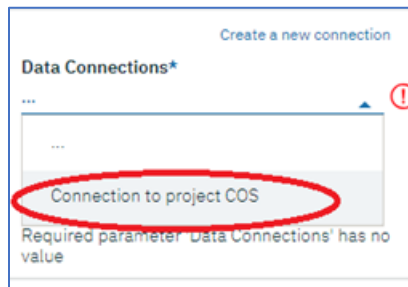 Create a new connection
Data Connections*
...
...
Connection to project COS
Required parameter 'Data Connections' has no
value